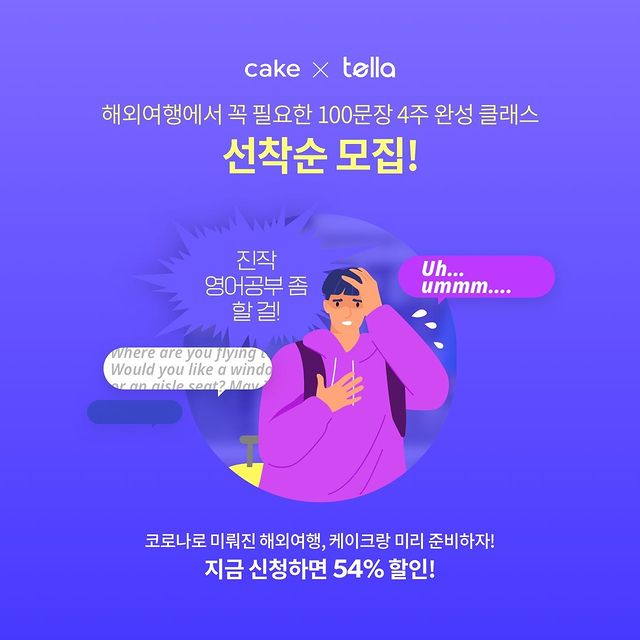 cake × tella
해외여행에서 꼭 필요한 100문장 4주 완성 클래스
선착순 모집!
진작
영어공부 좀
할 걸!
Uh...
ummm....
Where are you flying t
Would you like a windo
or an aisle seat? May
코로나로 미뤄진 해외여행, 케이크랑 미리 준비하자!
지금 신청하면 54% 할인!